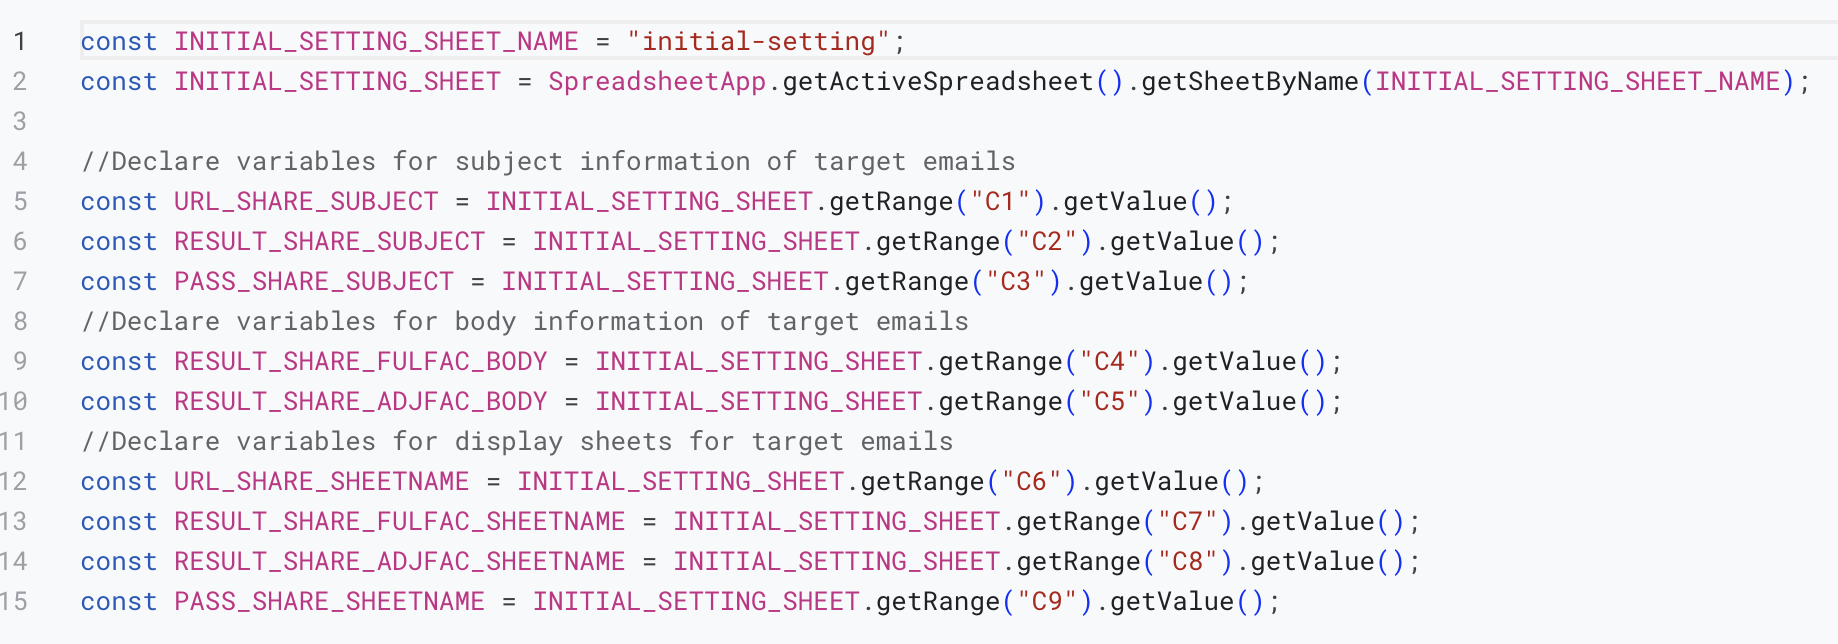 1 const INITIAL_SETTING_SHEET_NAME = "initial-setting";
2 const INITIAL_SETTING_SHEET = SpreadsheetApp.getActiveSpreadsheet().getSheetByName(INITIAL_SETTING_SHEET_NAME);
3
4 //Declare variables for subject information of target emails
5 const URL_SHARE_SUBJECT = INITIAL_SETTING_SHEET.getRange("C1").getValue();
6 const RESULT_SHARE_SUBJECT = INITIAL_SETTING_SHEET.getRange("C2").getValue();
7 const PASS_SHARE_SUBJECT = INITIAL_SETTING_SHEET.getRange("C3").getValue();
8 //Declare variables for body information of target emails
9 const RESULT_SHARE_FULFAC_BODY = INITIAL_SETTING_SHEET.getRange("C4").getValue();
10 const RESULT_SHARE_ADJFAC_BODY = INITIAL_SETTING_SHEET.getRange("C5").getValue();
11 //Declare variables for display sheets for target emails
12 const URL_SHARE_SHEETNAME = INITIAL_SETTING_SHEET.getRange("C6").getValue();
13 const RESULT_SHARE_FULFAC_SHEETNAME = INITIAL_SETTING_SHEET.getRange("C7").getValue();
14 const RESULT_SHARE_ADJFAC_SHEETNAME = INITIAL_SETTING_SHEET.getRange("C8").getValue();
15 const PASS_SHARE_SHEETNAME = INITIAL_SETTING_SHEET.getRange("C9").getValue();